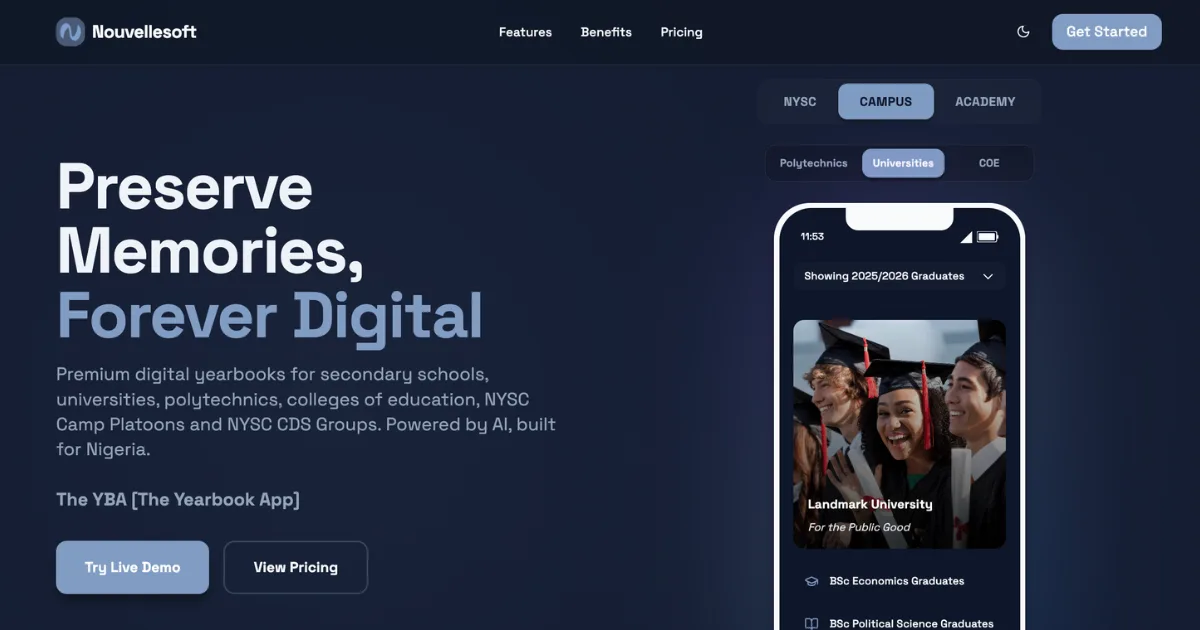 Nouvellesoft
Features
Benefits
Pricing
Get Started
NYSC
CAMPUS
ACADEMY
Polytechnics
Universities
COE
Preserve
Memories,
Forever Digital
Premium digital yearbooks for secondary schools,
universities, polytechnics, colleges of education, NYSC
Camp Platoons and NYSC CDS Groups. Powered by AI, built
for Nigeria.
The YBA [The Yearbook App]
Try Live Demo
View Pricing
11:53
Showing 2025/2026 Graduates
Landmark University
For the Public Good
BSc Economics Graduates
BSc Political Science Graduates